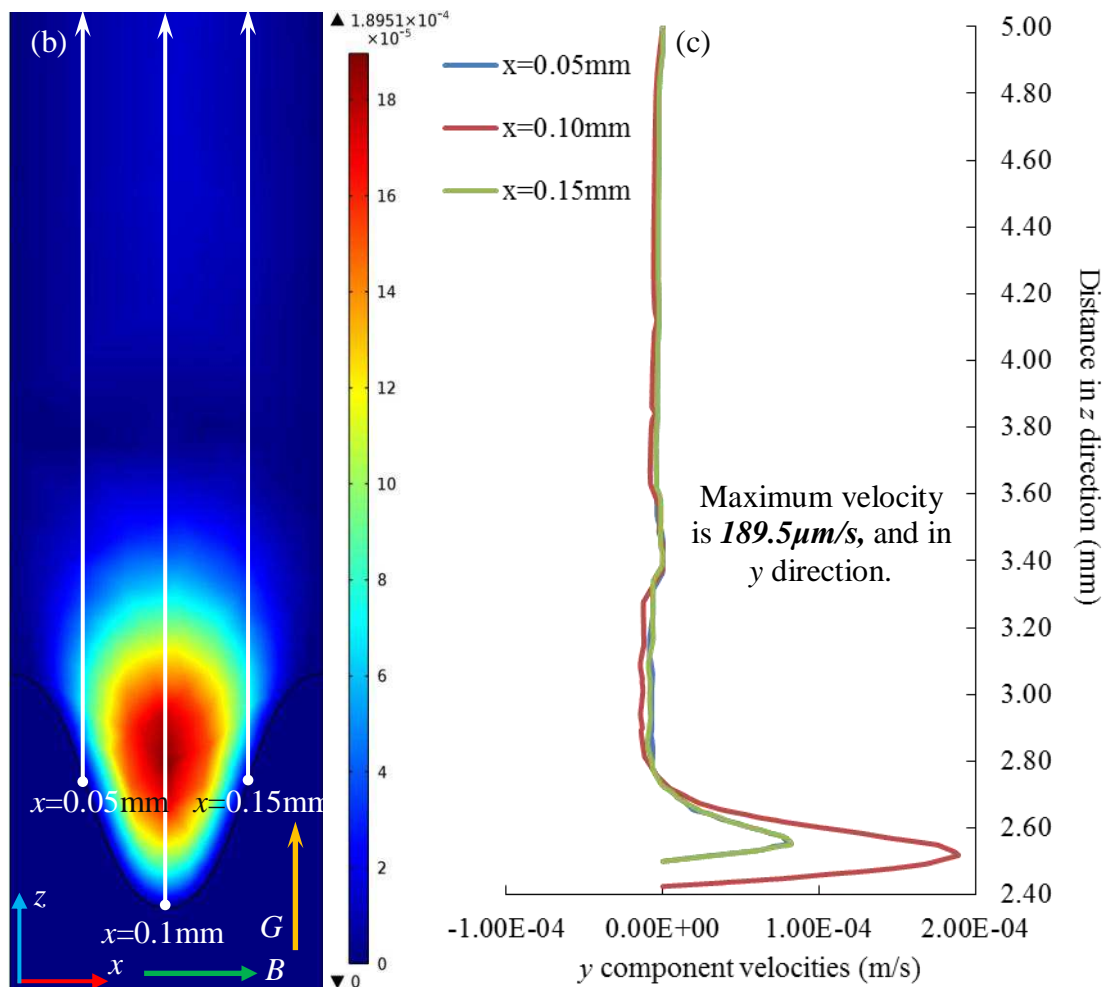 (b)
1.8951×10⁻⁴
×10⁻⁵
18
16
14
12
10
8
6
4
2
0
0
x=0.05mm
x=0.15mm
x=0.1mm
z
x
G
B
(c)
x=0.05mm
x=0.10mm
x=0.15mm
Maximum velocity
is 189.5μm/s, and in
y direction.
5.00
4.80
4.60
4.40
4.20
4.00
3.80
3.60
3.40
3.20
3.00
2.80
2.60
2.40
Distance in z direction (mm)
-1.00E-04 0.00E+00 1.00E-04 2.00E-04
y component velocities (m/s)